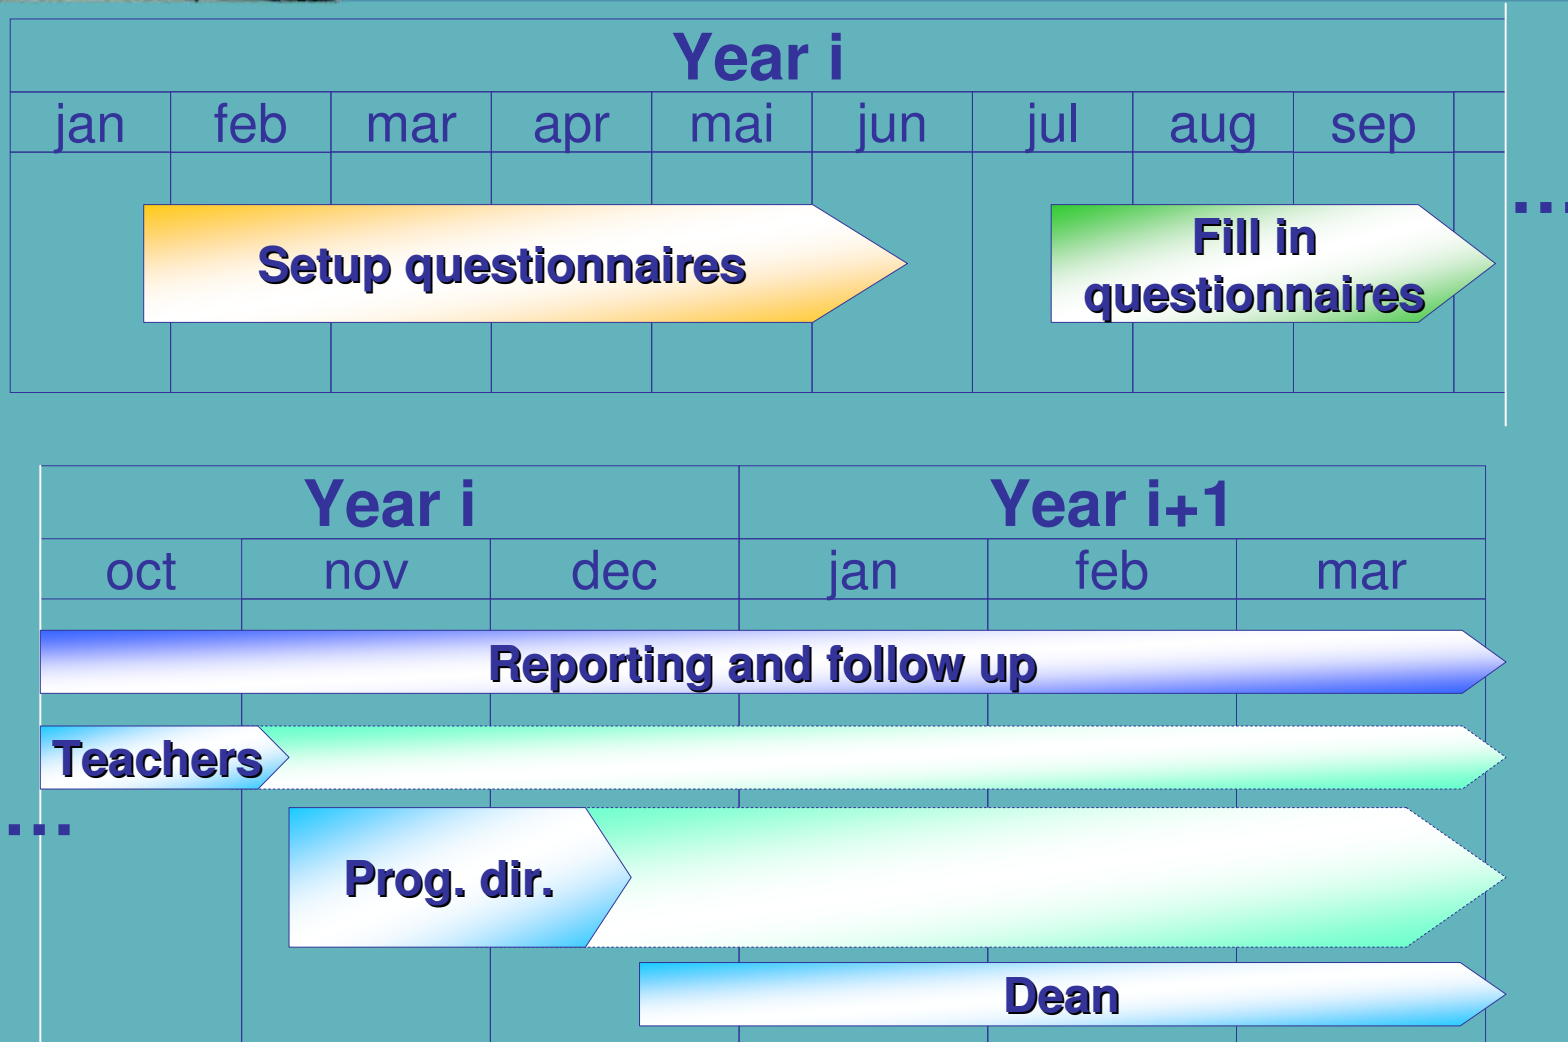 Year i
jan feb mar apr mai jun jul aug sep
Setup questionnaires
Fill in
questionnaires
...
Year i Year i+1
oct nov dec jan feb mar
Reporting and follow up
Teachers
...
Prog. dir.
Dean